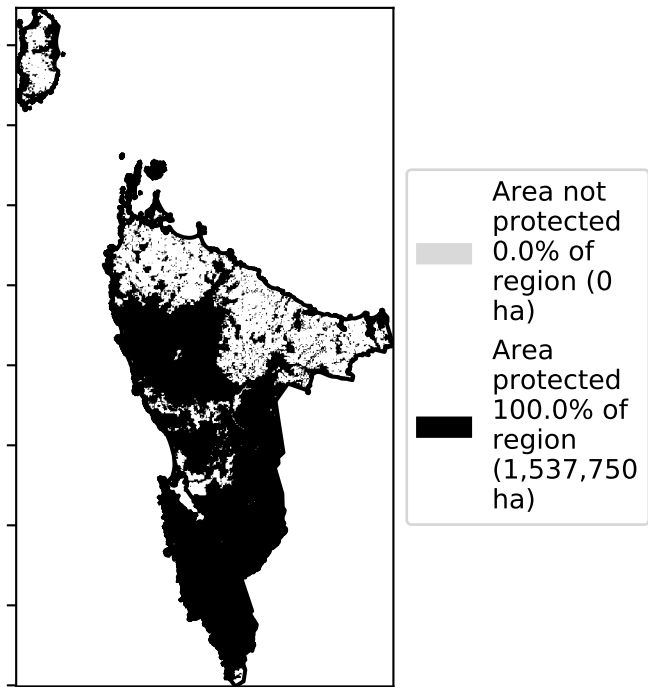 Area not
protected
0.0% of
region (0
ha)
Area
protected
100.0% of
region
(1,537,750
ha)